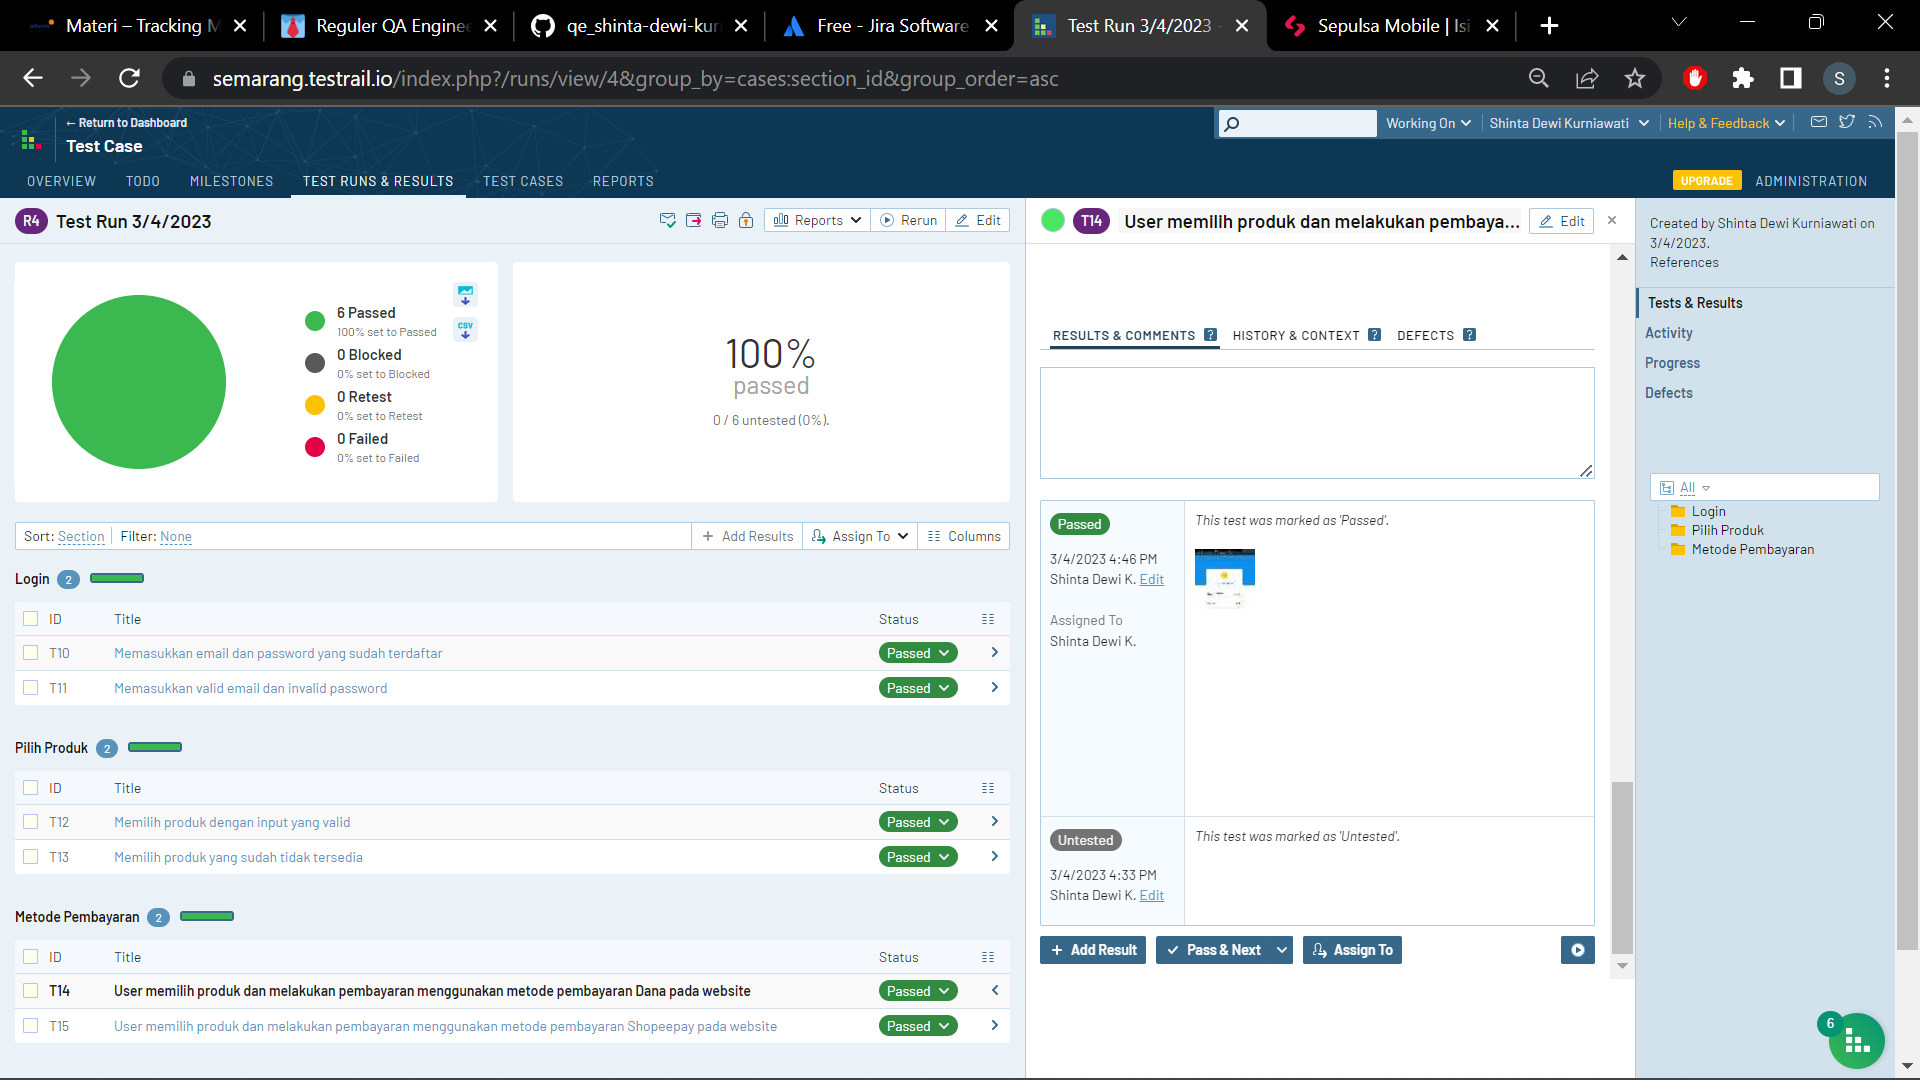 Materi – Tracking M
Reguler QA Enginee
qe_shinta-dewi-kur
Free - Jira Software
Test Run 3/4/2023 -
Sepulsa Mobile | Isi
semarang.testrail.io/index.php?/runs/view/4&group_by=cases:section_id&group_order=asc
S
← Return to Dashboard
Test Case
Working On
Shinta Dewi Kurniawati
Help & Feedback
OVERVIEW
TODO
MILESTONES
TEST RUNS & RESULTS
TEST CASES
REPORTS
UPGRADE
ADMINISTRATION
R4 Test Run 3/4/2023
Reports
Rerun
Edit
6 Passed
100% set to Passed
0 Blocked
0% set to Blocked
0 Retest
0% set to Retest
0 Failed
0% set to Failed
CSV
100%
passed
0 / 6 untested (0%).
Sort: Section
Filter: None
Add Results
Assign To
Columns
Login 2
ID Title Status
T10 Memasukkan email dan password yang sudah terdaftar Passed
T11 Memasukkan valid email dan invalid password Passed
Pilih Produk 2
ID Title Status
T12 Memilih produk dengan input yang valid Passed
T13 Memilih produk yang sudah tidak tersedia Passed
Metode Pembayaran 2
ID Title Status
T14 User memilih produk dan melakukan pembayaran menggunakan metode pembayaran Dana pada website Passed
T15 User memilih produk dan melakukan pembayaran menggunakan metode pembayaran Shopeepay pada website Passed
T14 User memilih produk dan melakukan pembaya... Edit
RESULTS & COMMENTS ?
HISTORY & CONTEXT ?
DEFECTS ?
Passed
This test was marked as 'Passed'.
3/4/2023 4:46 PM
Shinta Dewi K. Edit
Assigned To
Shinta Dewi K.
Untested
This test was marked as 'Untested'.
3/4/2023 4:33 PM
Shinta Dewi K. Edit
Add Result
Pass & Next
Assign To
Created by Shinta Dewi Kurniawati on
3/4/2023.
References
Tests & Results
Activity
Progress
Defects
All
Login
Pilih Produk
Metode Pembayaran
6